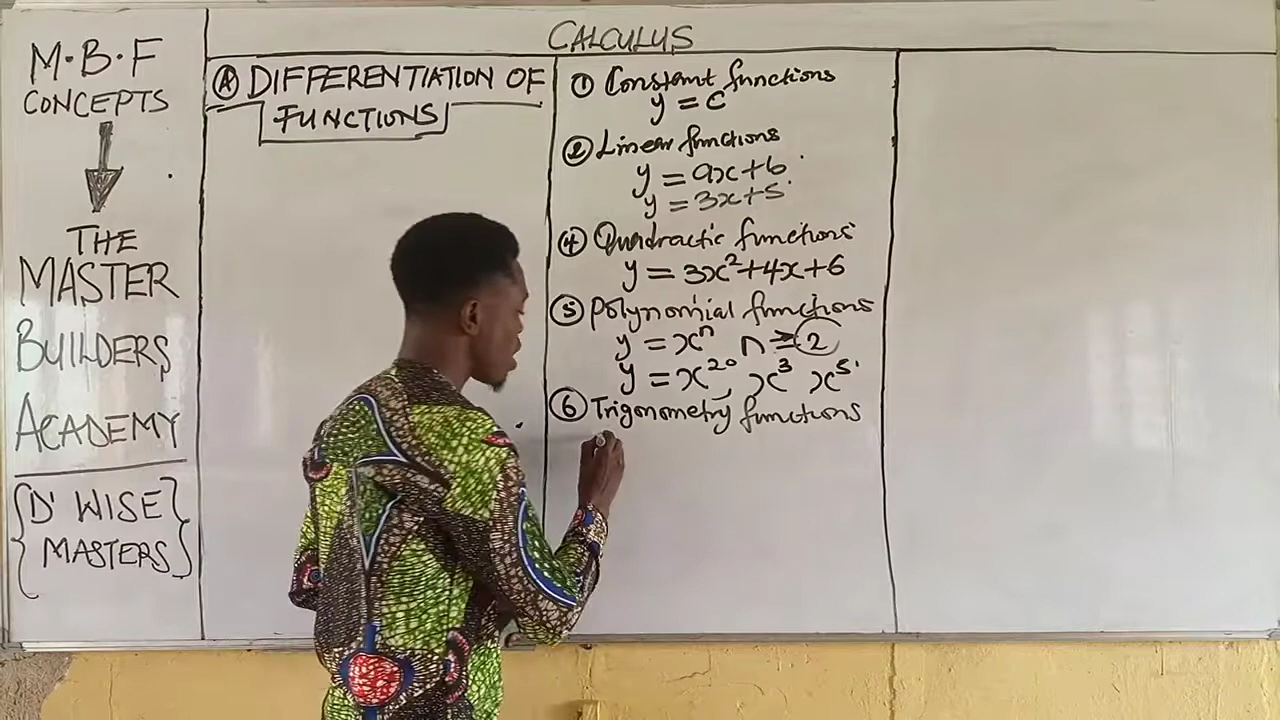 CALCULUS
M.B.F
CONCEPTS
THE
MASTER
BUILDERS
ACADEMY
{D' WISE
MASTERS}
Ⓐ DIFFERENTIATION OF
FUNCTIONS
① Constant functions
y = c
② Linear functions
y = ax+b
y = 3x+5
④ Quadractic functions
y = 3x²+4x+6
⑤ polynomial functions
y = xⁿ n ≥ 2
y = x²⁰, x³ x⁵
⑥ Trigonometry functions